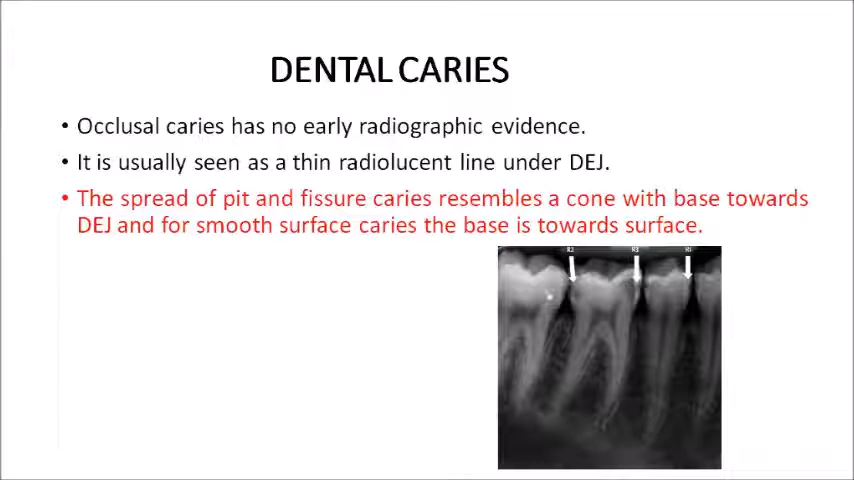 DENTAL CARIES
• Occlusal caries has no early radiographic evidence.
• It is usually seen as a thin radiolucent line under DEJ.
• The spread of pit and fissure caries resembles a cone with base towards
DEJ and for smooth surface caries the base is towards surface.
R2 R3